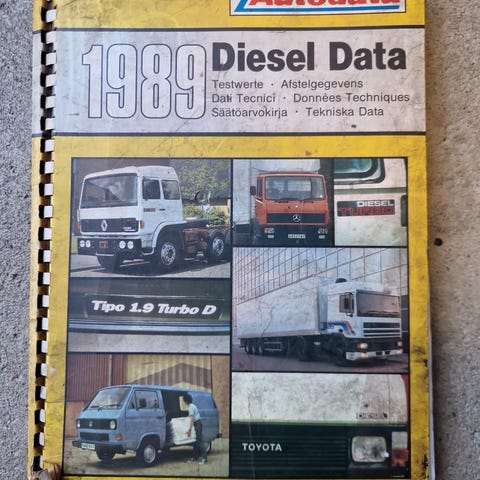 Autodata
1989 Diesel Data
Testwerte · Afstelgegevens
Dati Tecnici · Données Techniques
Säätöarvokirja · Tekniska Data
DIESEL
TURBO
Tipo 1.9 Turbo D
DIESEL
TOYOTA